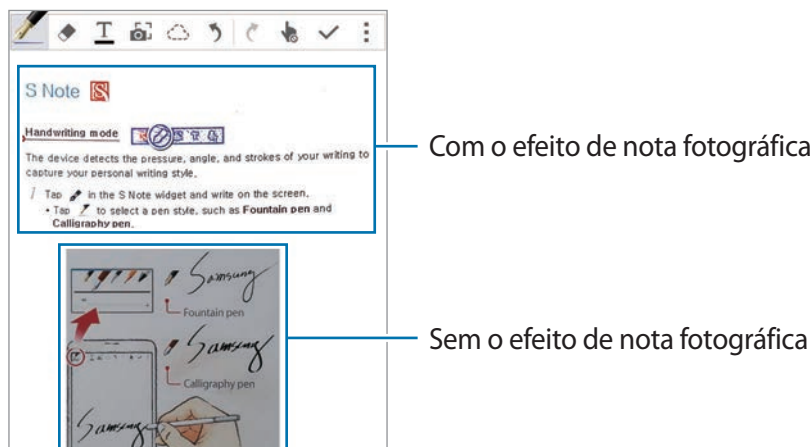 S Note
Handwriting mode
The device detects the pressure, angle, and strokes of your writing to
capture your personal writing style.
1 Tap in the S Note widget and write on the screen.
• Tap to select a pen style, such as Fountain pen and
Calligraphy pen.
Com o efeito de nota fotográfica
Samsung
Fountain pen
Samsung
Calligraphy pen
Samsung
Sem o efeito de nota fotográfica